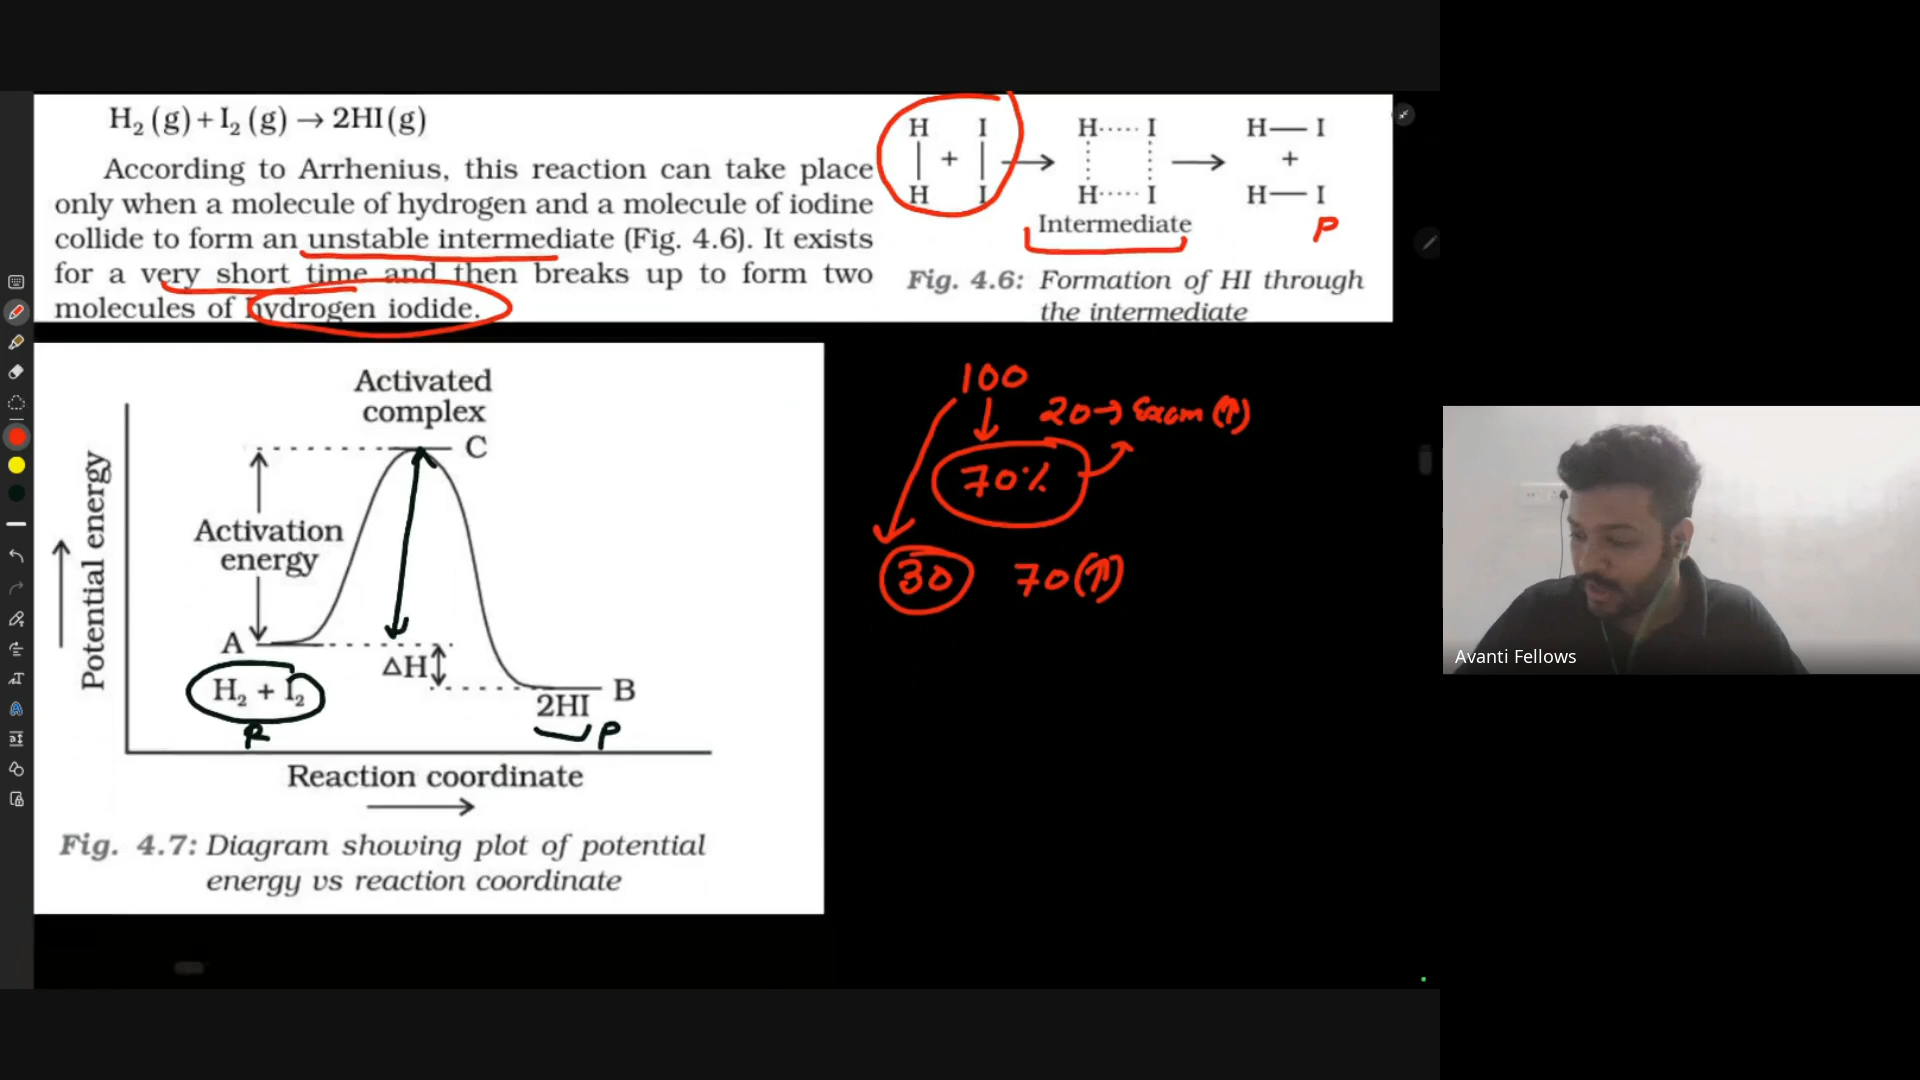 H₂ (g) + I₂ (g) → 2HI(g)
According to Arrhenius, this reaction can take place
only when a molecule of hydrogen and a molecule of iodine
collide to form an unstable intermediate (Fig. 4.6). It exists
for a very short time and then breaks up to form two
molecules of hydrogen iodide.
H I H I H I
+ → → +
H I H I H I
Intermediate
P
Fig. 4.6: Formation of HI through
the intermediate
Activated
complex
C
Potential energy
Activation
energy
A
ΔH
H₂ + I₂
R
B
2HI
P
Reaction coordinate
Fig. 4.7: Diagram showing plot of potential
energy vs reaction coordinate
100
20 → Exam (↑)
70%
30 70(↑)
Avanti Fellows